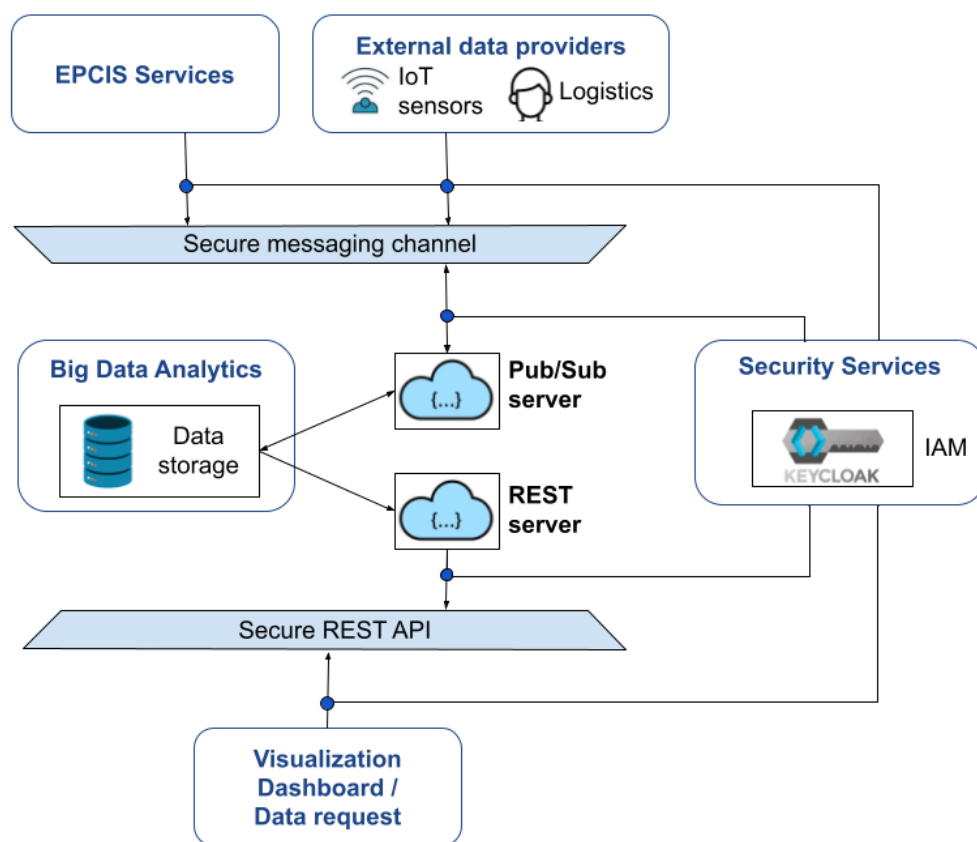 EPCIS Services
External data providers
IoT
sensors
Logistics
Secure messaging channel
Big Data Analytics
Data
storage
{...}
Pub/Sub
server
{...}
REST
server
Security Services
KEYCLOAK
IAM
Secure REST API
Visualization
Dashboard /
Data request